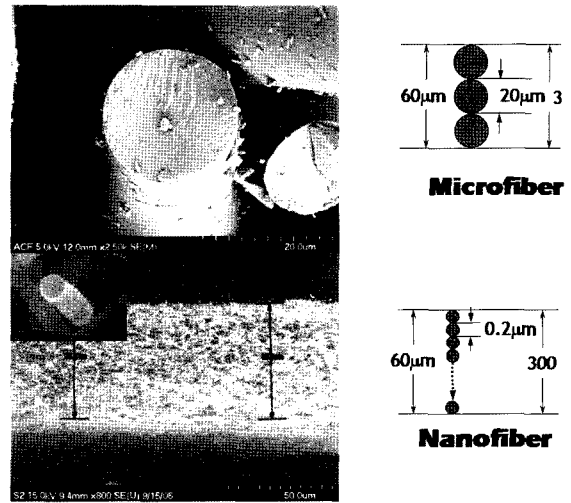 60μm
20μm
3
Microfiber
ACF 5.0kV 12.0mm x2.50k SE(M)
20.0um
0.2μm
60μm
300
Nanofiber
S2 15.0kV 9.4mm x800 SE(U) 9/15/06
50.0um